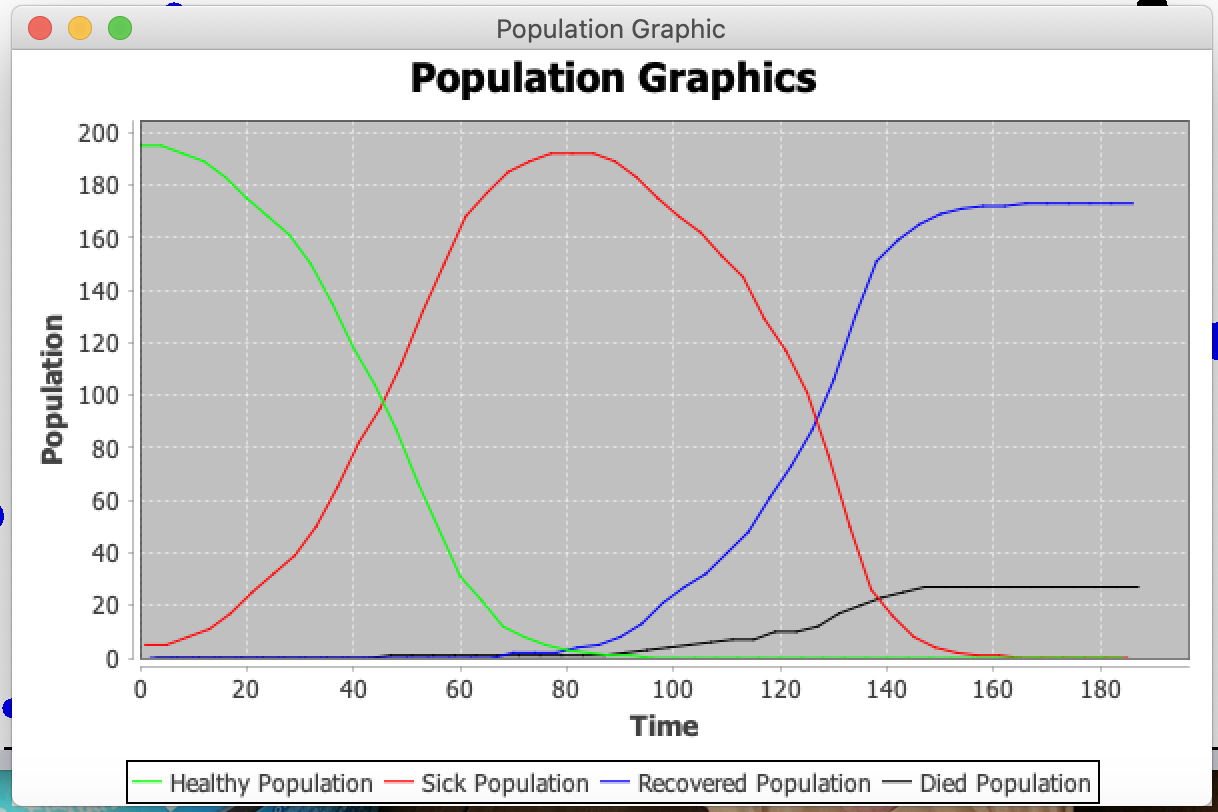 Population Graphic
Population Graphics
200
180
160
140
120
100
80
60
40
20
0
Population
0 20 40 60 80 100 120 140 160 180
Time
Healthy Population Sick Population Recovered Population Died Population